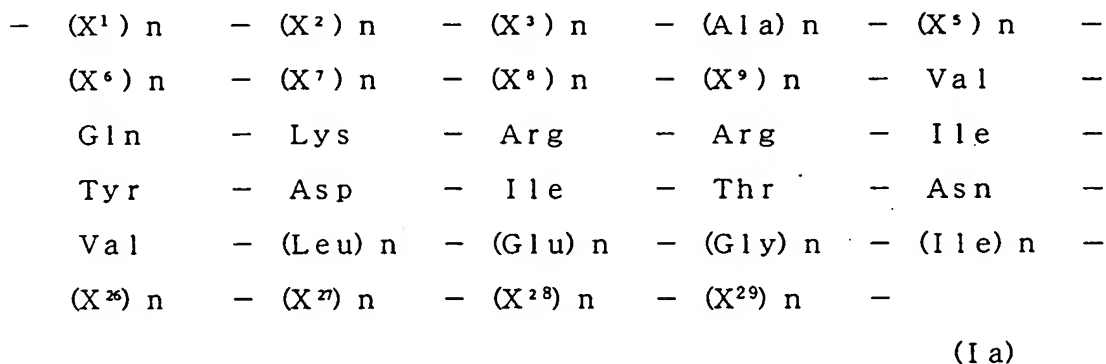 − (X¹) n − (X²) n − (X³) n − (Ala) n − (X⁵) n −
(X⁶) n − (X⁷) n − (X⁸) n − (X⁹) n − Val −
Gln − Lys − Arg − Arg − Ile −
Tyr − Asp − Ile − Thr − Asn −
Val − (Leu) n − (Glu) n − (Gly) n − (Ile) n −
(X²⁶) n − (X²⁷) n − (X²⁸) n − (X²⁹) n −
(Ia)